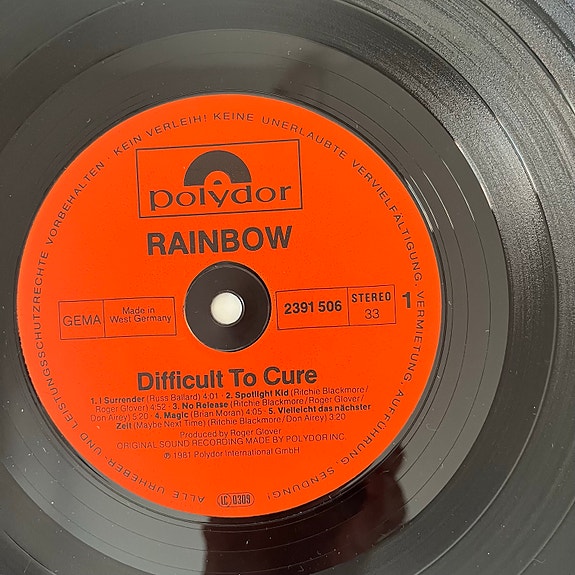 ALLE URHEBER- UND LEISTUNGSSCHUTZRECHTE VORBEHALTEN · KEIN VERLEIH! KEINE UNERLAUBTE VERVIELFÄLTIGUNG, VERMIETUNG, AUFFÜHRUNG, SENDUNG!
polydor
RAINBOW
GEMA
Made in
West Germany
2391 506
STEREO
33
1
Difficult To Cure
1. I Surrender (Russ Ballard) 4:01 · 2. Spotlight Kid (Ritchie Blackmore/
Roger Glover) 4:52 · 3. No Release (Ritchie Blackmore/Roger Glover/
Don Airey) 5:20 · 4. Magic (Brian Moran) 4:05 · 5. Vielleicht das nächster
Zeit (Maybe Next Time) (Ritchie Blackmore/Don Airey) 3:20
Produced by Roger Glover
ORIGINAL SOUND RECORDING MADE BY POLYDOR INC.
℗ 1981 Polydor International GmbH
LC 0309